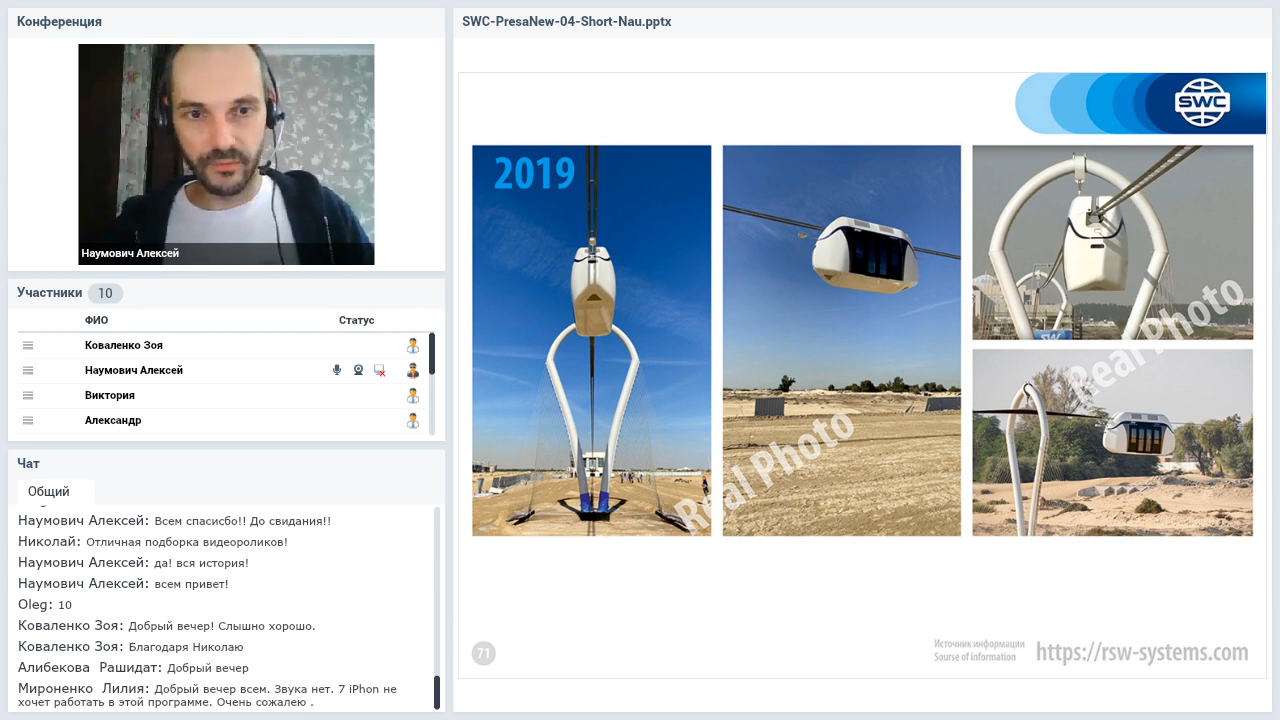 Конференция
Наумович Алексей
Участники 10
ФИО Статус
Коваленко Зоя
Наумович Алексей
Виктория
Александр
Чат
Общий
Наумович Алексей: Всем спасисбо!! До свидания!!
Николай: Отличная подборка видеороликов!
Наумович Алексей: да! вся история!
Наумович Алексей: всем привет!
Oleg: 10
Коваленко Зоя: Добрый вечер! Слышно хорошо.
Коваленко Зоя: Благодаря Николаю
Алибекова Рашидат: Добрый вечер
Мироненко Лилия: Добрый вечер всем. Звука нет. 7 iPhon не
хочет работать в этой программе. Очень сожалею .
SWC-PresaNew-04-Short-Nau.pptx
SWC
2019
Real Photo
Real Photo
SWC
71
Источник информации
Sourse of information
https://rsw-systems.com